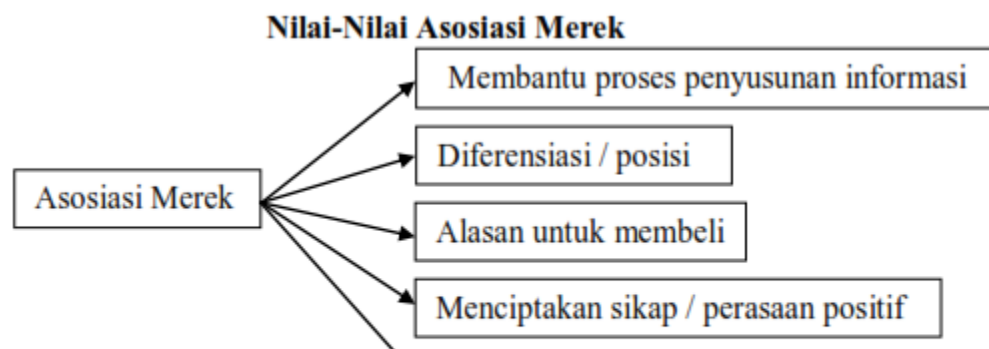 Nilai-Nilai Asosiasi Merek
Membantu proses penyusunan informasi
Diferensiasi / posisi
Asosiasi Merek
Alasan untuk membeli
Menciptakan sikap / perasaan positif